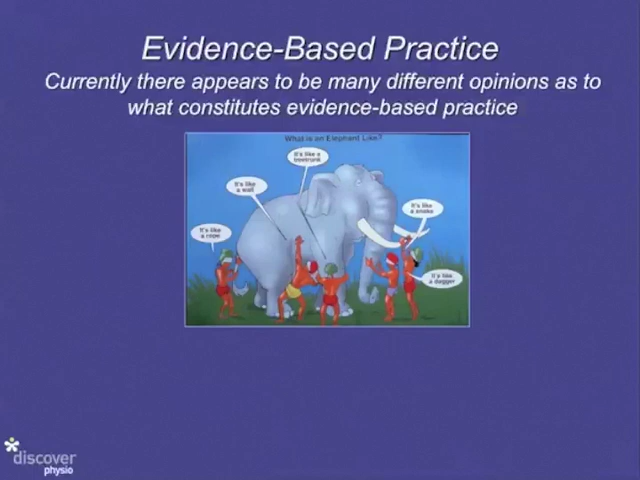 Evidence-Based Practice
Currently there appears to be many different opinions as to
what constitutes evidence-based practice
What is an Elephant Like?
It's like a
treetrunk
It's like
a wall
It's like
a snake
It's like
a rope
It's like
a dagger
discover
physio